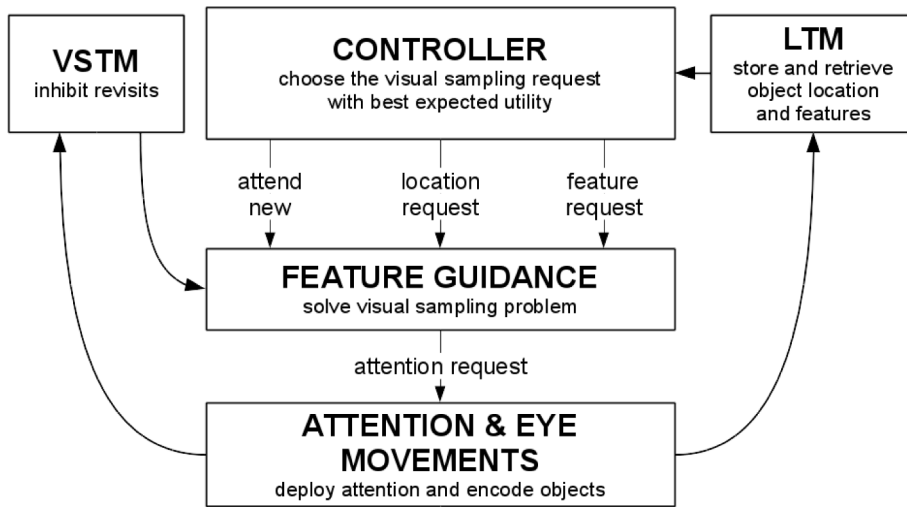 VSTM
inhibit revisits
CONTROLLER
choose the visual sampling request
with best expected utility
LTM
store and retrieve
object location
and features
attend
new
location
request
feature
request
FEATURE GUIDANCE
solve visual sampling problem
attention request
ATTENTION & EYE
MOVEMENTS
deploy attention and encode objects